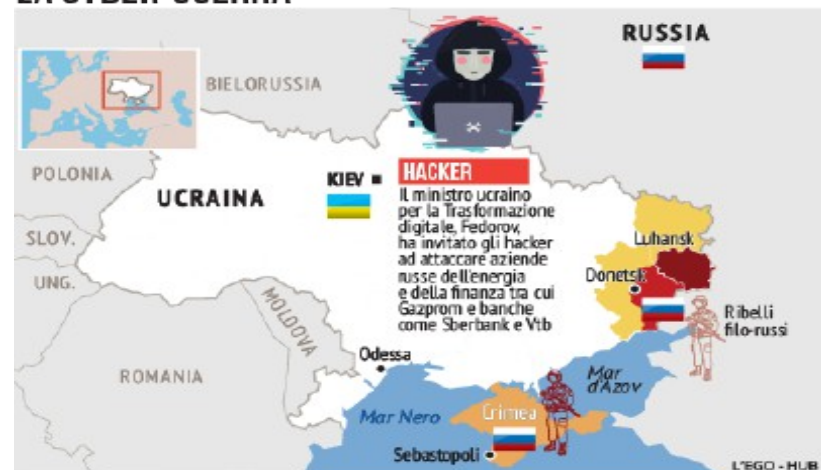 LA CYBER GUERRA
RUSSIA
BIELORUSSIA
POLONIA
UCRAINA
KIEV
HACKER
Il ministro ucraino
per la Trasformazione
digitale, Fedorov,
ha invitato gli hacker
ad attaccare aziende
russe dell'energia
e della finanza tra cui
Gazprom e banche
come Sberbank e Vtb
SLOV.
UNG.
MOLDOVA
ROMANIA
Luhansk
Donetsk
Ribelli
filo-russi
Odessa
Mar
d'Azov
Mar Nero
Crimea
Sebastopoli
L'EGO - HUB